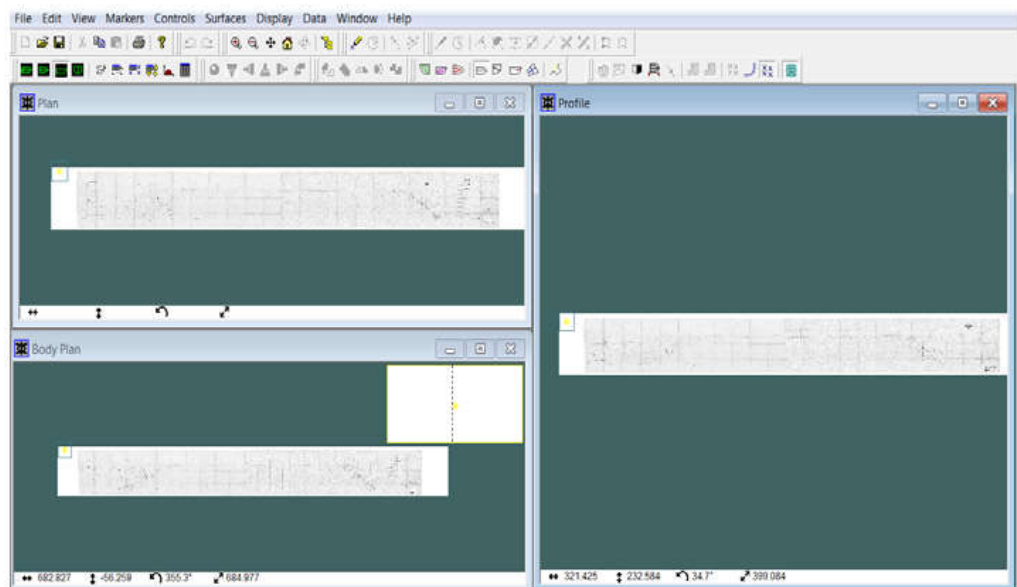 File Edit View Markers Controls Surfaces Display Data Window Help
Plan
Profile
Body Plan
682.827 -56.259 355.3° 684.977
321.425 232.584 34.7° 399.084